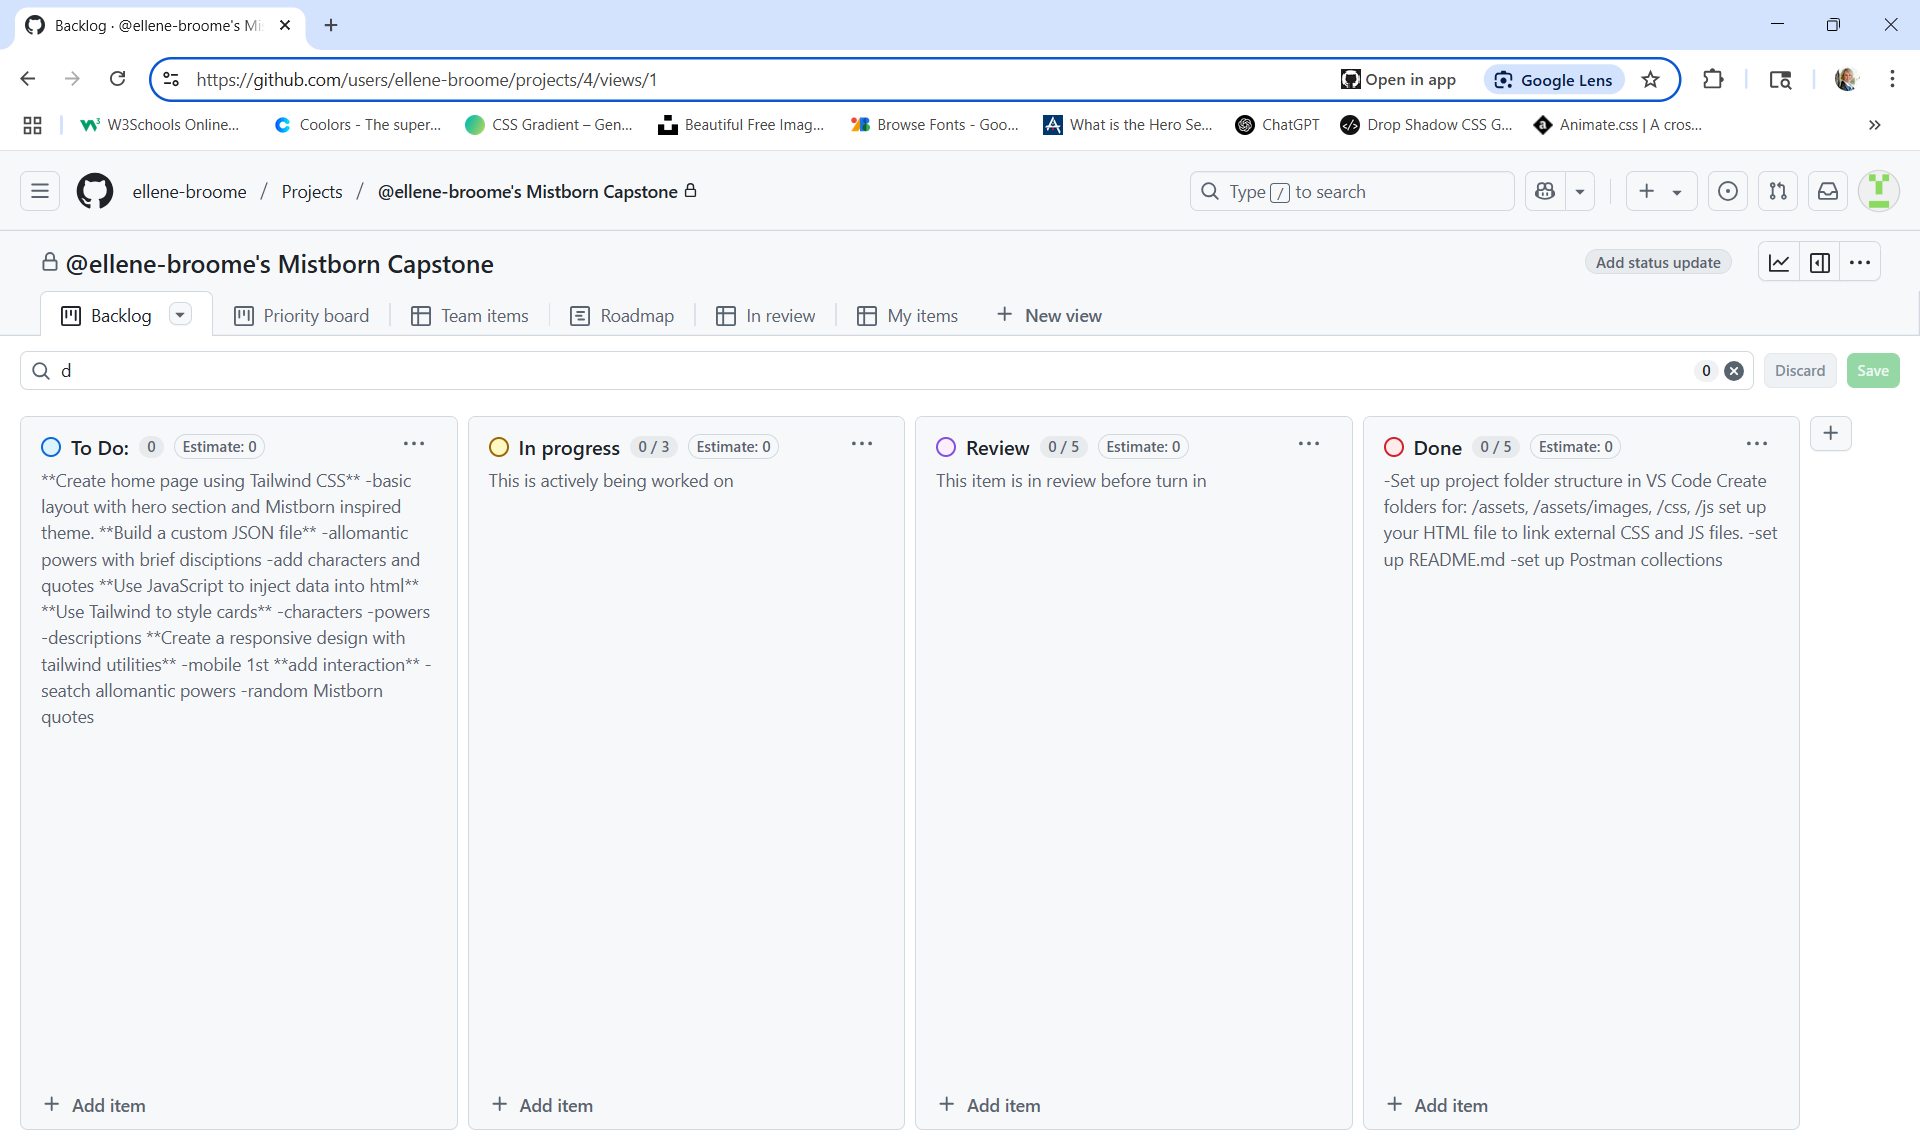 Backlog · @ellene-broome's Mi
https://github.com/users/ellene-broome/projects/4/views/1
Open in app
Google Lens
W3Schools Online...
Coolors - The super...
CSS Gradient – Gen...
Beautiful Free Imag...
Browse Fonts - Goo...
What is the Hero Se...
ChatGPT
Drop Shadow CSS G...
Animate.css | A cros...
ellene-broome / Projects / @ellene-broome's Mistborn Capstone
Type / to search
@ellene-broome's Mistborn Capstone
Add status update
Backlog
Priority board
Team items
Roadmap
In review
My items
+ New view
d
0
Discard
Save
To Do: 0 Estimate: 0
**Create home page using Tailwind CSS** -basic
layout with hero section and Mistborn inspired
theme. **Build a custom JSON file** -allomantic
powers with brief disciptions -add characters and
quotes **Use JavaScript to inject data into html**
**Use Tailwind to style cards** -characters -powers
-descriptions **Create a responsive design with
tailwind utilities** -mobile 1st **add interaction** -
seatch allomantic powers -random Mistborn
quotes
+ Add item
In progress 0 / 3 Estimate: 0
This is actively being worked on
+ Add item
Review 0 / 5 Estimate: 0
This item is in review before turn in
+ Add item
Done 0 / 5 Estimate: 0
-Set up project folder structure in VS Code Create
folders for: /assets, /assets/images, /css, /js set up
your HTML file to link external CSS and JS files. -set
up README.md -set up Postman collections
+ Add item